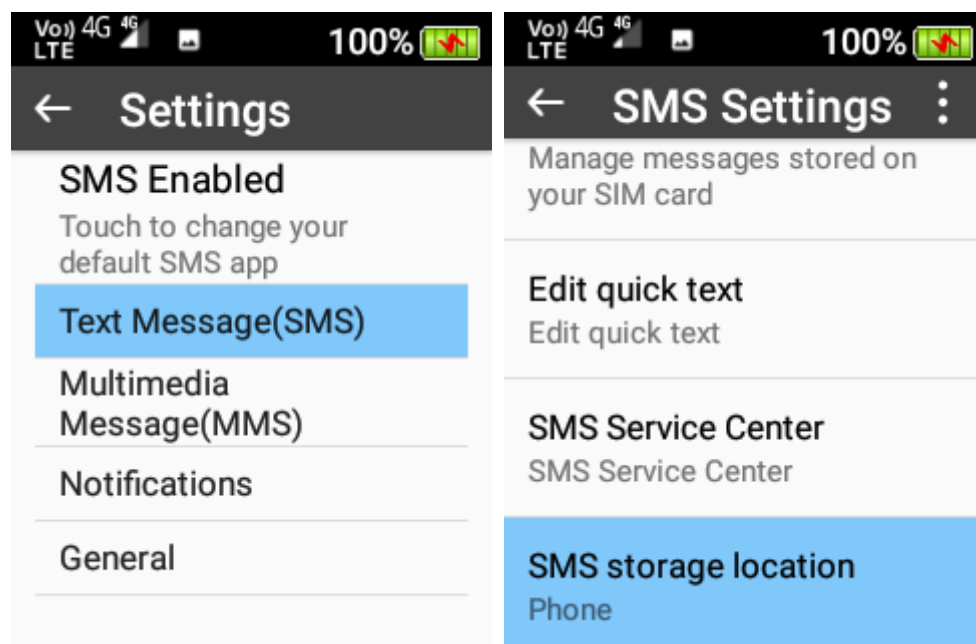 Vo)) 4G 4G
LTE
100%
← Settings
SMS Enabled
Touch to change your
default SMS app
Text Message(SMS)
Multimedia
Message(MMS)
Notifications
General
Vo)) 4G 4G
LTE
100%
← SMS Settings
Manage messages stored on
your SIM card
Edit quick text
Edit quick text
SMS Service Center
SMS Service Center
SMS storage location
Phone